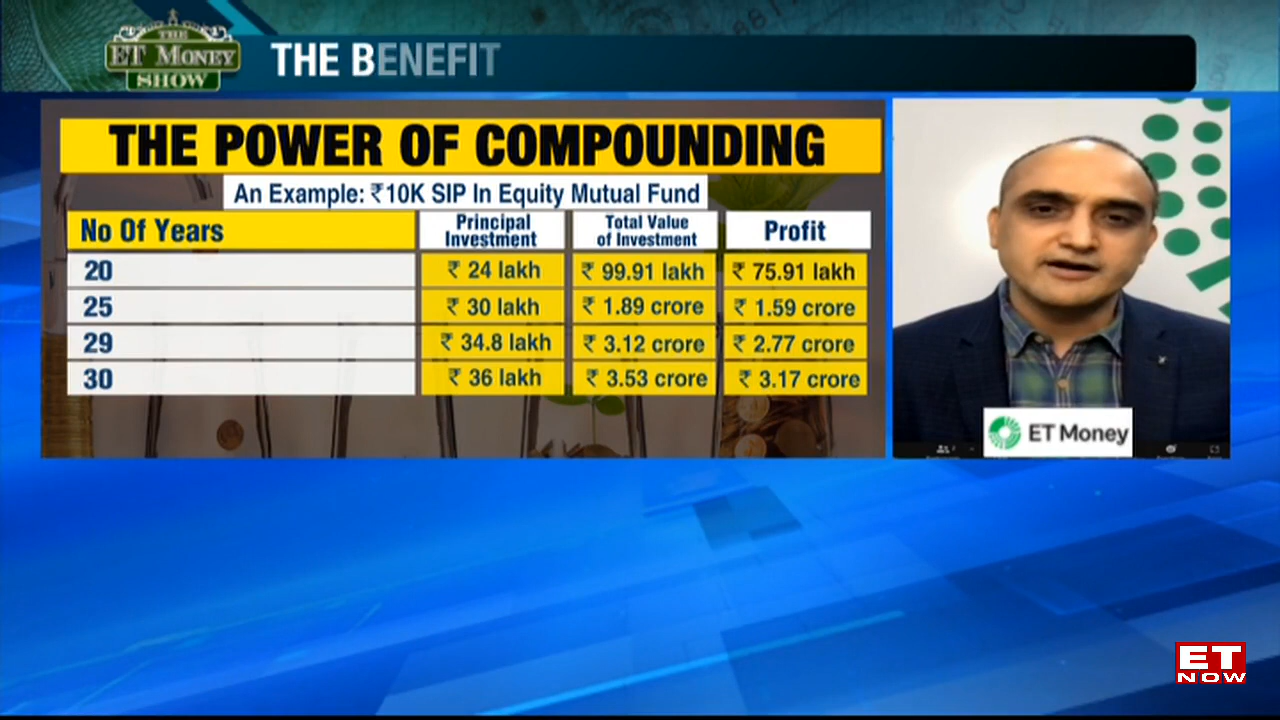 THE
ET MONEY
SHOW
THE BENEFIT
THE POWER OF COMPOUNDING
An Example: ₹10K SIP In Equity Mutual Fund
No Of Years
Principal
Investment
Total Value
of Investment
Profit
20 ₹ 24 lakh ₹ 99.91 lakh ₹ 75.91 lakh
25 ₹ 30 lakh ₹ 1.89 crore ₹ 1.59 crore
29 ₹ 34.8 lakh ₹ 3.12 crore ₹ 2.77 crore
30 ₹ 36 lakh ₹ 3.53 crore ₹ 3.17 crore
ET Money
ET
NOW